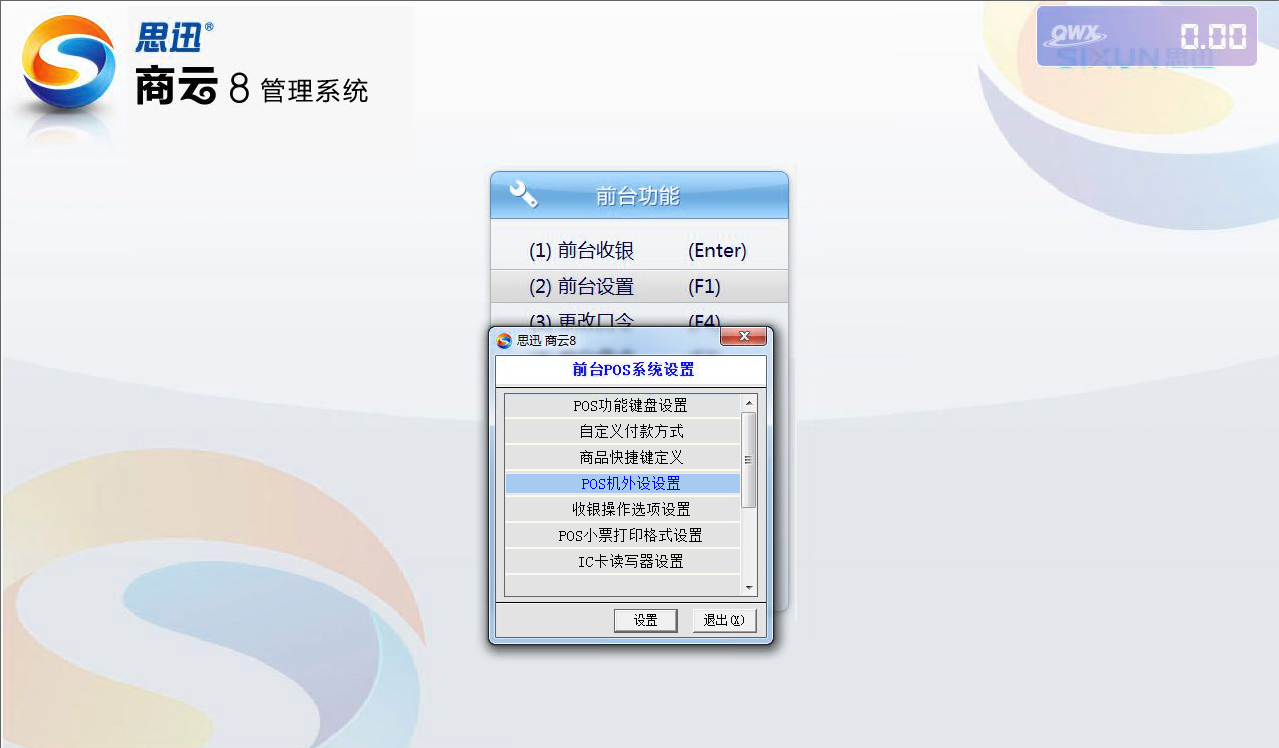 思迅®
商云 8 管理系统
QWX 0.00
SIXUN 思迅
前台功能
(1) 前台收银 (Enter)
(2) 前台设置 (F1)
(3) 更改口令 (F4)
思迅 商云8
前台POS系统设置
POS功能键盘设置
自定义付款方式
商品快捷键定义
POS机外设设置
收银操作选项设置
POS小票打印格式设置
IC卡读写器设置
设置 退出(X)